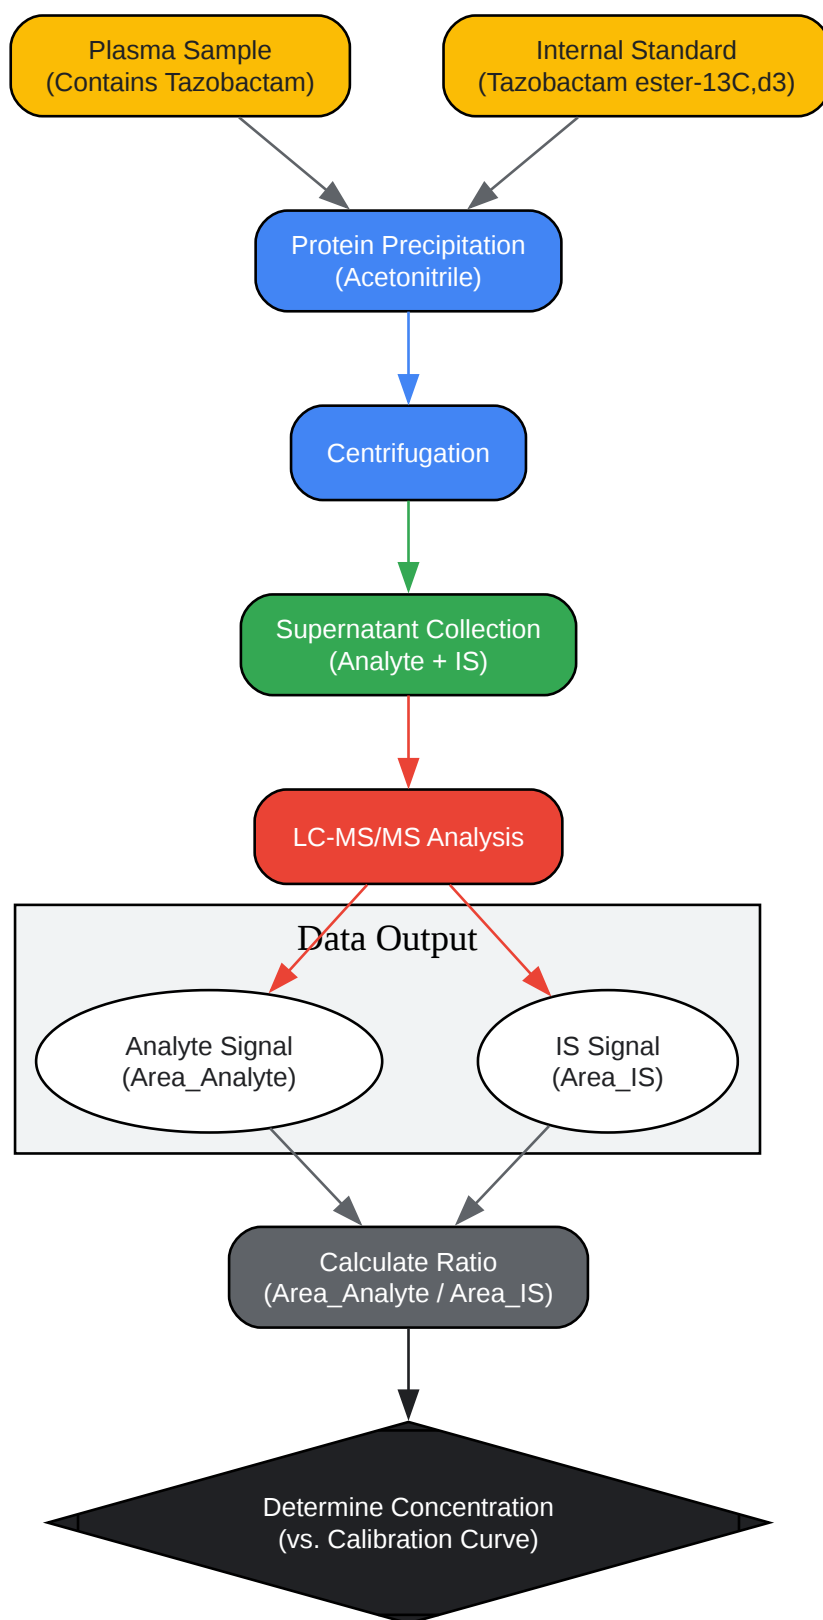 Plasma Sample
(Contains Tazobactam)
Internal Standard
(Tazobactam ester-13C,d3)
Protein Precipitation
(Acetonitrile)
Centrifugation
Supernatant Collection
(Analyte + IS)
LC-MS/MS Analysis
Data Output
Analyte Signal
(Area_Analyte)
IS Signal
(Area_IS)
Calculate Ratio
(Area_Analyte / Area_IS)
Determine Concentration
(vs. Calibration Curve)